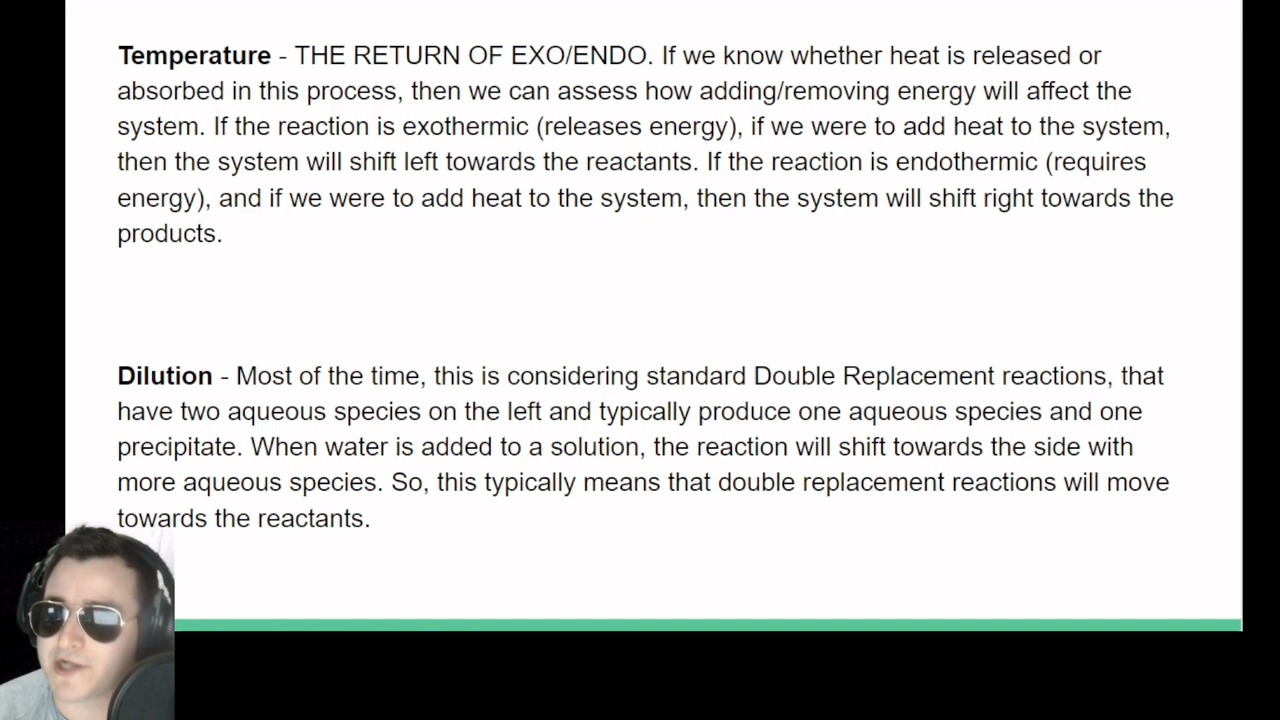 Temperature - THE RETURN OF EXO/ENDO. If we know whether heat is released or
absorbed in this process, then we can assess how adding/removing energy will affect the
system. If the reaction is exothermic (releases energy), if we were to add heat to the system,
then the system will shift left towards the reactants. If the reaction is endothermic (requires
energy), and if we were to add heat to the system, then the system will shift right towards the
products.
Dilution - Most of the time, this is considering standard Double Replacement reactions, that
have two aqueous species on the left and typically produce one aqueous species and one
precipitate. When water is added to a solution, the reaction will shift towards the side with
more aqueous species. So, this typically means that double replacement reactions will move
towards the reactants.